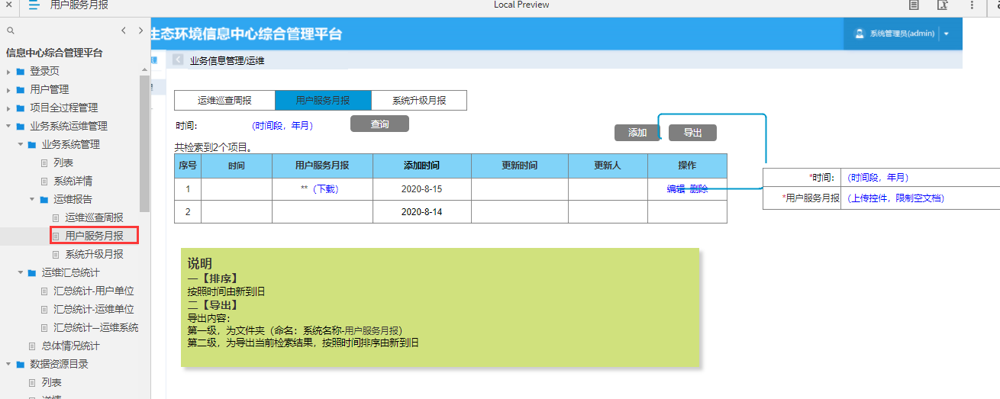 用户服务月报
Local Preview
信息中心综合管理平台
登录页
用户管理
项目全过程管理
业务系统运维管理
业务系统管理
列表
系统详情
运维报告
运维巡查周报
用户服务月报
系统升级月报
运维汇总统计
汇总统计-用户单位
汇总统计-运维单位
汇总统计—运维系统
总体情况统计
数据资源目录
列表
生态环境信息中心综合管理平台
系统管理员(admin)
业务信息管理/运维
运维巡查周报 用户服务月报 系统升级月报
时间： (时间段，年月) 查询
添加 导出
共检索到2个项目。
序号 时间 用户服务月报 添加时间 更新时间 更新人 操作
1 **（下载） 2020-8-15 编辑 删除
2 2020-8-14
*时间： (时间段，年月)
*用户服务月报 (上传控件，限制空文档)
说明
一【排序】
按照时间由新到旧
二【导出】
导出内容：
第一级，为文件夹（命名：系统名称-用户服务月报）
第二级，为导出当前检索结果，按照时间排序由新到旧